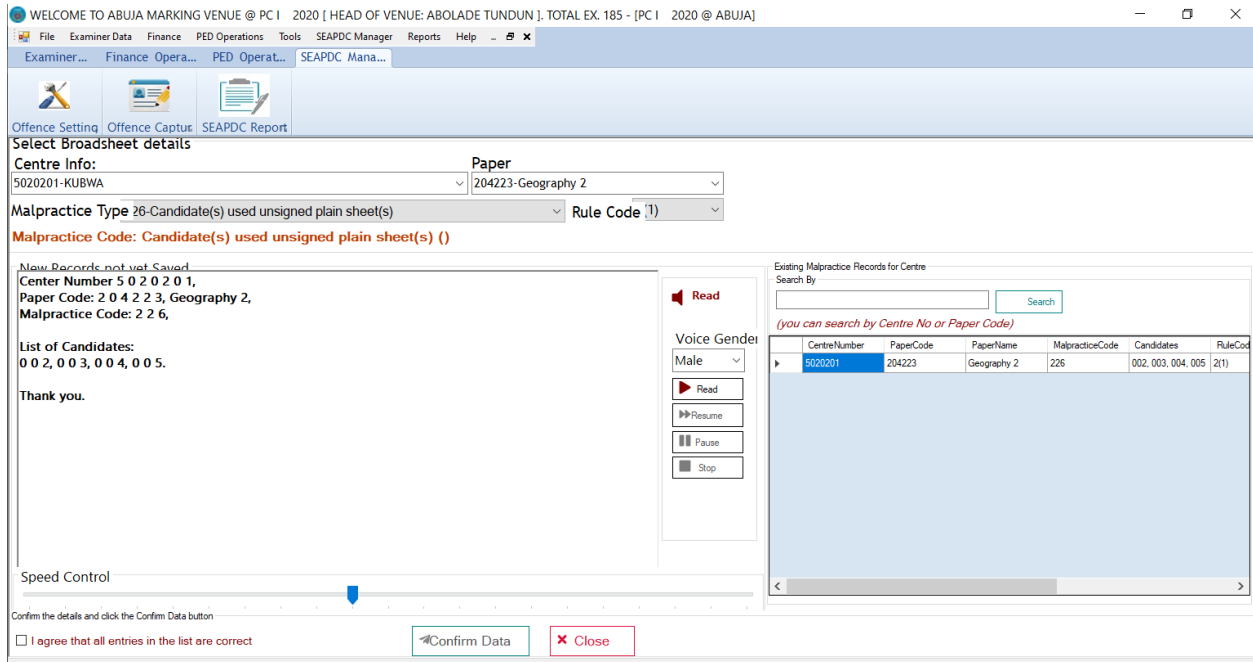 WELCOME TO ABUJA MARKING VENUE @ PC I 2020 [ HEAD OF VENUE: ABOLADE TUNDUN ]. TOTAL EX. 185 - [PC I 2020 @ ABUJA]
File Examiner Data Finance PED Operations Tools SEAPDC Manager Reports Help
Examiner... Finance Opera... PED Operat... SEAPDC Mana...
Offence Setting Offence Captur SEAPDC Report
Select Broadsheet details
Centre Info: Paper
5020201-KUBWA 204223-Geography 2
Malpractice Type 26-Candidate(s) used unsigned plain sheet(s) Rule Code (1)
Malpractice Code: Candidate(s) used unsigned plain sheet(s) ()
New Records not yet Saved
Center Number 5 0 2 0 2 0 1,
Paper Code: 2 0 4 2 2 3, Geography 2,
Malpractice Code: 2 2 6,
List of Candidates:
0 0 2, 0 0 3, 0 0 4, 0 0 5.
Thank you.
Read
Voice Gender
Male
Read
Resume
Pause
Stop
Existing Malpractice Records for Centre
Search By
Search
(you can search by Centre No or Paper Code)
CentreNumber PaperCode PaperName MalpracticeCode Candidates RuleCod
5020201 204223 Geography 2 226 002, 003, 004, 005 2(1)
Speed Control
Confirm the details and click the Confirm Data button
I agree that all entries in the list are correct
Confirm Data Close